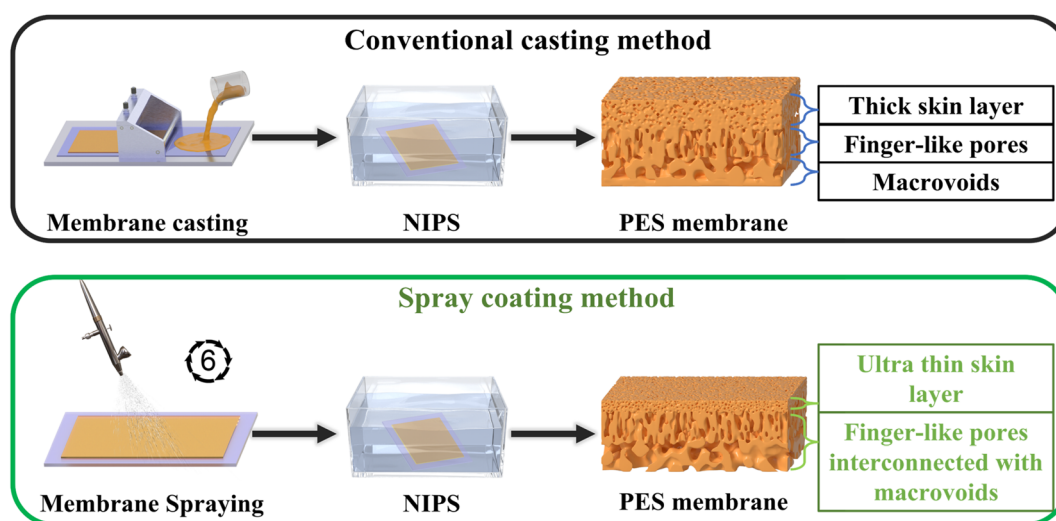 Conventional casting method
Thick skin layer
Finger-like pores
Macrovoids
Membrane casting
NIPS
PES membrane
Spray coating method
6
Ultra thin skin
layer
Finger-like pores
interconnected with
macrovoids
Membrane Spraying
NIPS
PES membrane